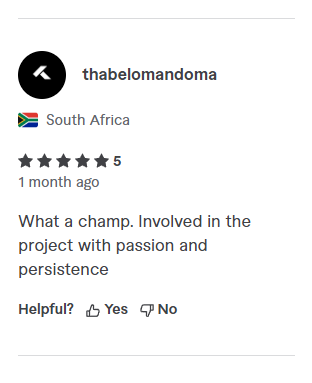 thabelomandoma
South Africa
5
1 month ago
What a champ. Involved in the
project with passion and
persistence
Helpful? Yes No